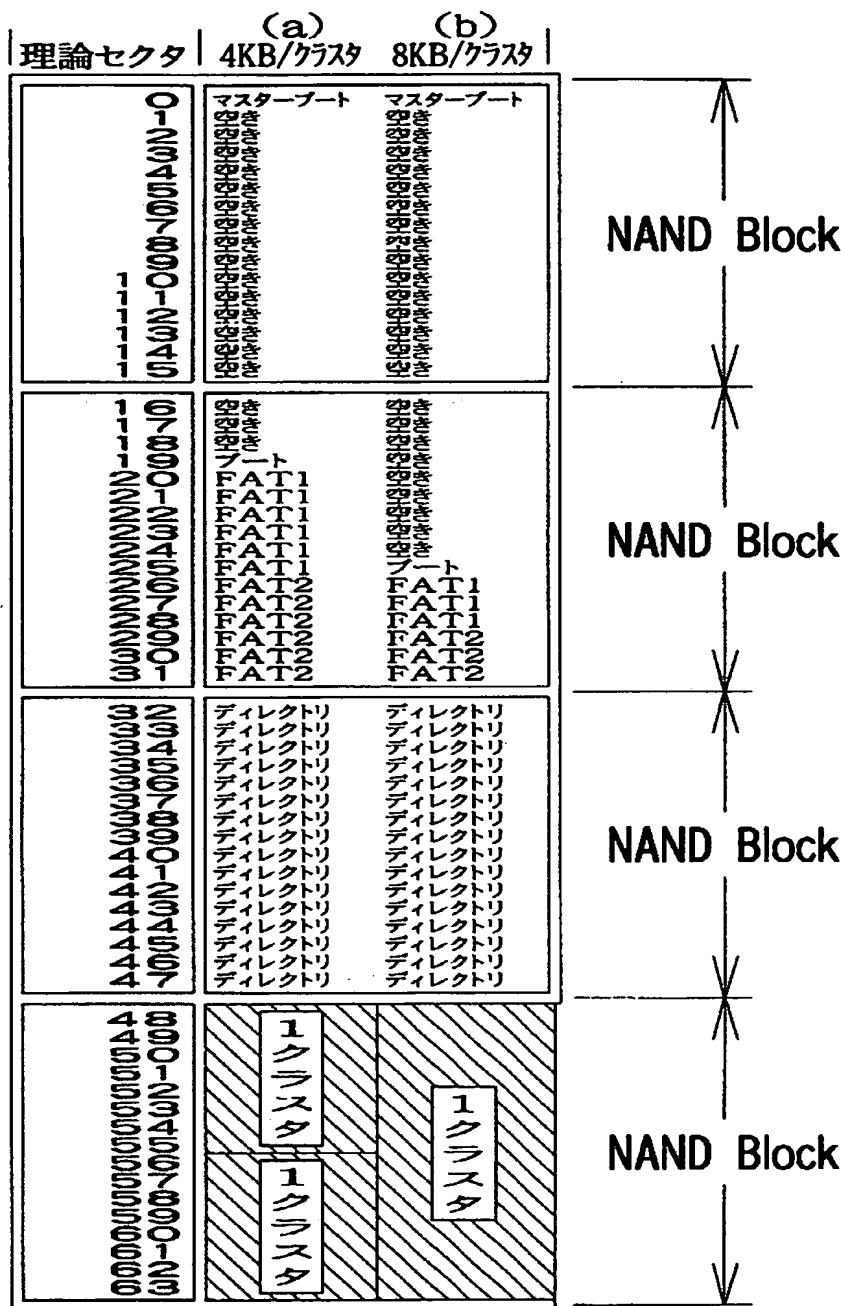 (a) (b)
理論セクタ 4KB/クラスタ 8KB/クラスタ
0 マスターブート マスターブート
1 空き 空き
2 空き 空き
3 空き 空き
4 空き 空き
5 空き 空き
6 空き 空き
7 空き 空き
8 空き 空き
9 空き 空き
10 空き 空き
11 空き 空き
12 空き 空き
13 空き 空き
14 空き 空き
15 空き 空き
NAND Block
16 空き 空き
17 空き 空き
18 空き 空き
19 ブート 空き
20 FAT1 空き
21 FAT1 空き
22 FAT1 空き
23 FAT1 空き
24 FAT1 空き
25 FAT1 ブート
26 FAT2 FAT1
27 FAT2 FAT1
28 FAT2 FAT1
29 FAT2 FAT2
30 FAT2 FAT2
31 FAT2 FAT2
NAND Block
32 ディレクトリ ディレクトリ
33 ディレクトリ ディレクトリ
34 ディレクトリ ディレクトリ
35 ディレクトリ ディレクトリ
36 ディレクトリ ディレクトリ
37 ディレクトリ ディレクトリ
38 ディレクトリ ディレクトリ
39 ディレクトリ ディレクトリ
40 ディレクトリ ディレクトリ
41 ディレクトリ ディレクトリ
42 ディレクトリ ディレクトリ
43 ディレクトリ ディレクトリ
44 ディレクトリ ディレクトリ
45 ディレクトリ ディレクトリ
46 ディレクトリ ディレクトリ
47 ディレクトリ ディレクトリ
NAND Block
48
49
50
51
52
53
54
55
56
57
58
59
60
61
62
63
1クラスタ
1クラスタ
1クラスタ
NAND Block